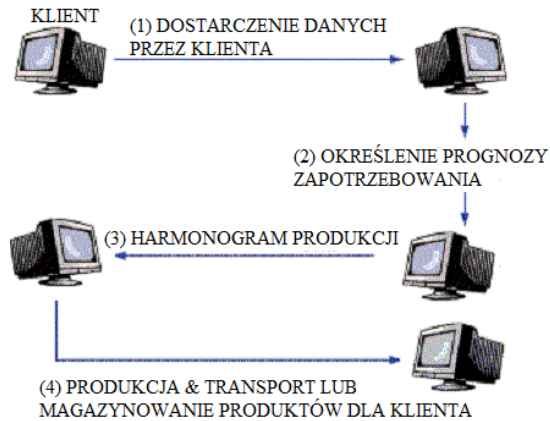 KLIENT
(1) DOSTARCZENIE DANYCH
PRZEZ KLIENTA
(2) OKREŚLENIE PROGNOZY
ZAPOTRZEBOWANIA
(3) HARMONOGRAM PRODUKCJI
(4) PRODUKCJA & TRANSPORT LUB
MAGAZYNOWANIE PRODUKTÓW DLA KLIENTA